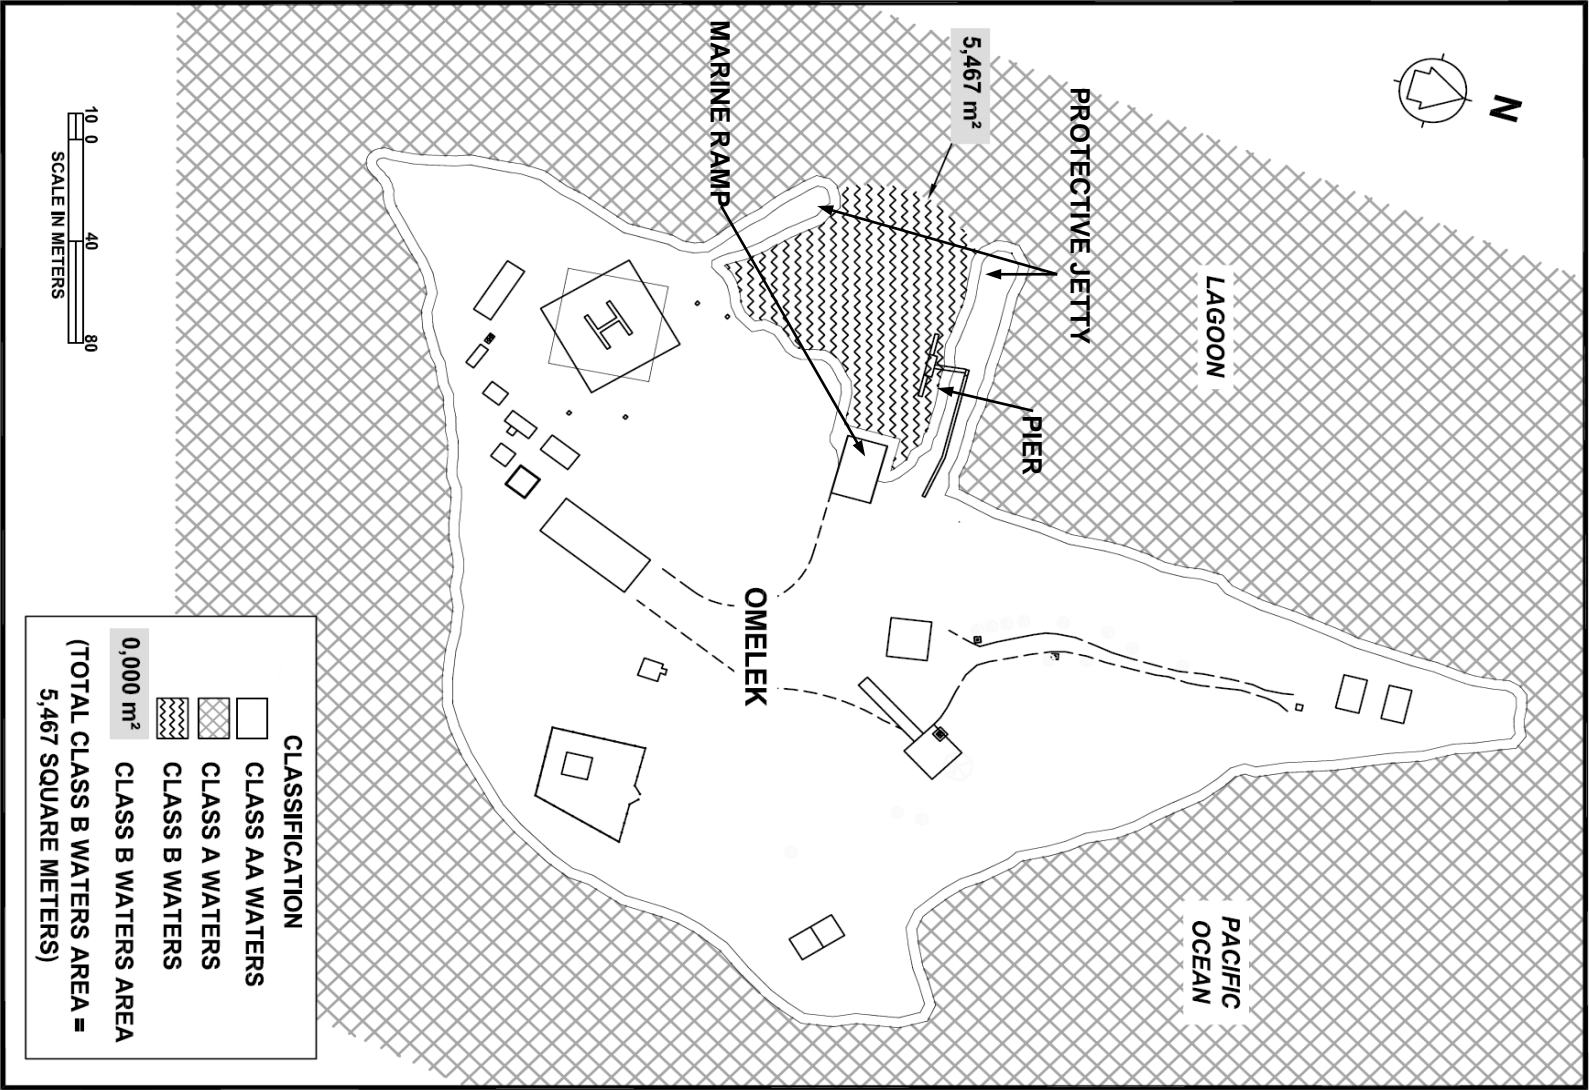 N
LAGOON
PACIFIC
OCEAN
PROTECTIVE JETTY
PIER
5,467 m²
MARINE RAMP
OMELEK
H
10 0 40 80
SCALE IN METERS
CLASSIFICATION
CLASS AA WATERS
CLASS A WATERS
CLASS B WATERS
0,000 m² CLASS B WATERS AREA
(TOTAL CLASS B WATERS AREA =
5,467 SQUARE METERS)